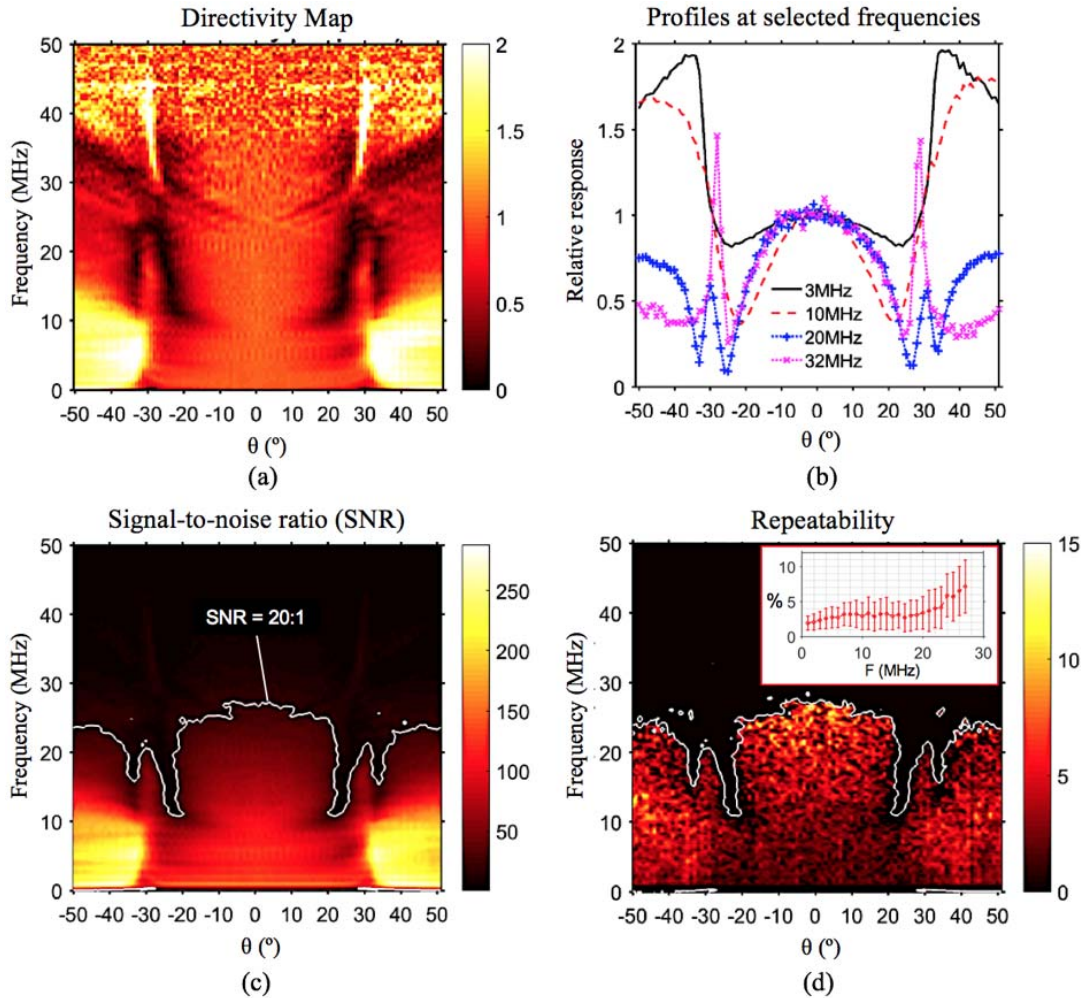 Directivity Map
50
40
30
20
10
0
Frequency (MHz)
-50 -40 -30 -20 -10 0 10 20 30 40 50
θ (º)
2
1.5
1
0.5
0
(a)
Profiles at selected frequencies
2
1.5
1
0.5
0
Relative response
3MHz
10MHz
20MHz
32MHz
-50 -40 -30 -20 -10 0 10 20 30 40 50
θ (º)
(b)
Signal-to-noise ratio (SNR)
50
40
30
20
10
0
Frequency (MHz)
SNR = 20:1
-50 -40 -30 -20 -10 0 10 20 30 40 50
θ (º)
250
200
150
100
50
(c)
Repeatability
50
40
30
20
10
0
Frequency (MHz)
10
5
0
%
0 10 20 30
F (MHz)
-50 -40 -30 -20 -10 0 10 20 30 40 50
θ (º)
15
10
5
0
(d)